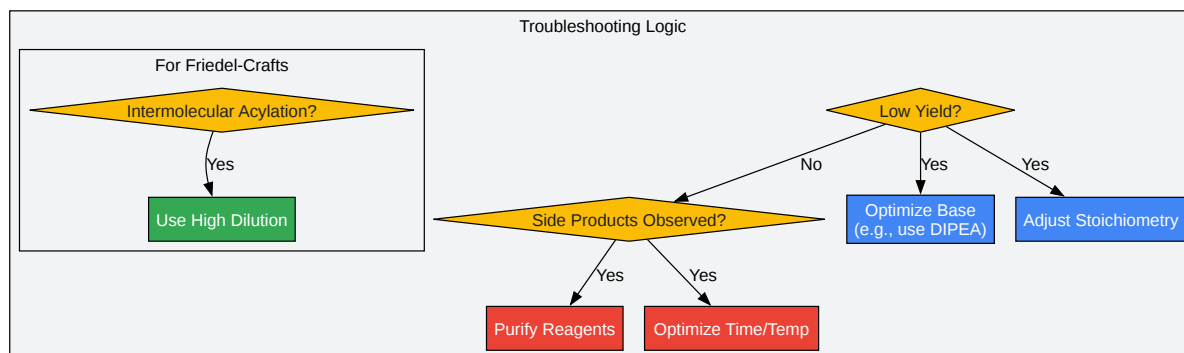 Troubleshooting Logic
For Friedel-Crafts
Intermolecular Acylation?
Low Yield?
Yes
No
Yes
Yes
Use High Dilution
Side Products Observed?
Optimize Base
(e.g., use DIPEA)
Adjust Stoichiometry
Yes
Yes
Purify Reagents
Optimize Time/Temp